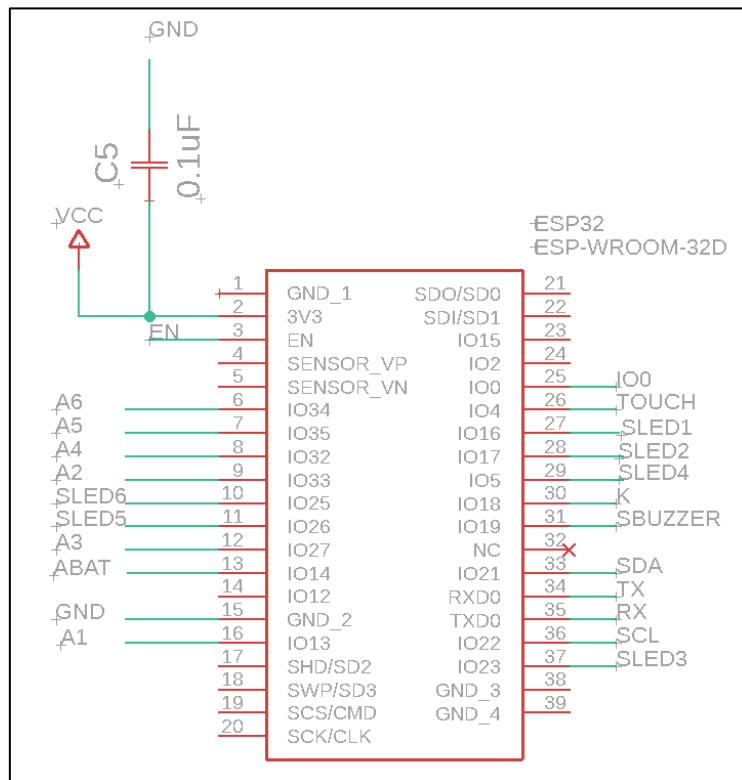 GND
C5
0.1uF
VCC
ESP32
ESP-WROOM-32D
EN
1 GND_1 SDO/SD0 21
2 3V3 SDI/SD1 22
3 EN IO15 23
4 SENSOR_VP IO2 24
5 SENSOR_VN IO0 25 IO0
A6 6 IO34 IO4 26 TOUCH
A5 7 IO35 IO16 27 SLED1
A4 8 IO32 IO17 28 SLED2
A2 9 IO33 IO5 29 SLED4
SLED6 10 IO25 IO18 30 K
SLED5 11 IO26 IO19 31 SBUZZER
A3 12 IO27 NC 32
ABAT 13 IO14 IO21 33 SDA
14 IO12 RXD0 34 TX
GND 15 GND_2 TXD0 35 RX
A1 16 IO13 IO22 36 SCL
17 SHD/SD2 IO23 37 SLED3
18 SWP/SD3 GND_3 38
19 SCS/CMD GND_4 39
20 SCK/CLK